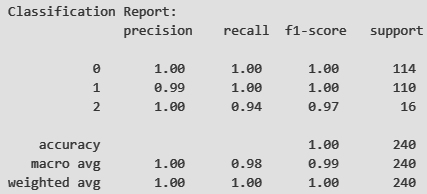 Classification Report:
precision recall f1-score support
0 1.00 1.00 1.00 114
1 0.99 1.00 1.00 110
2 1.00 0.94 0.97 16
accuracy 1.00 240
macro avg 1.00 0.98 0.99 240
weighted avg 1.00 1.00 1.00 240